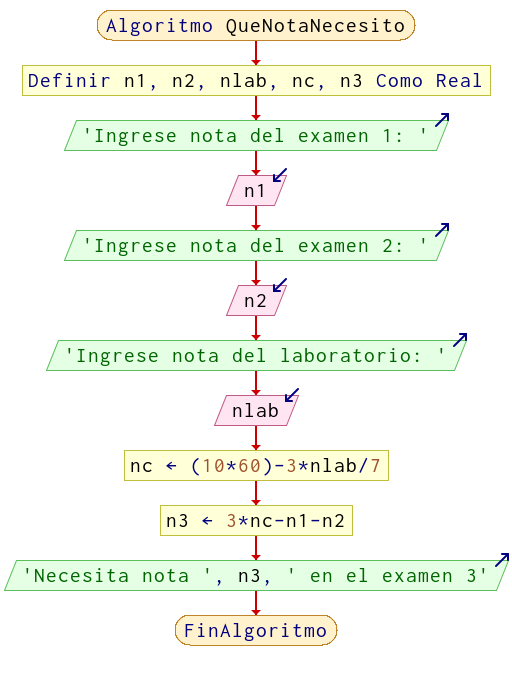 Algoritmo QueNotaNecesito
Definir n1, n2, nlab, nc, n3 Como Real
'Ingrese nota del examen 1: '
n1
'Ingrese nota del examen 2: '
n2
'Ingrese nota del laboratorio: '
nlab
nc ← (10*60)-3*nlab/7
n3 ← 3*nc-n1-n2
'Necesita nota ', n3, ' en el examen 3'
FinAlgoritmo